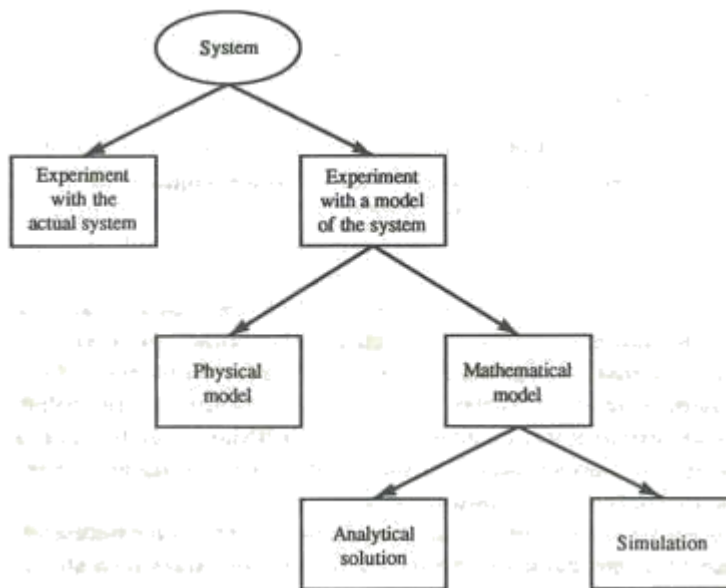 System
Experiment
with the
actual system
Experiment
with a model
of the system
Physical
model
Mathematical
model
Analytical
solution
Simulation